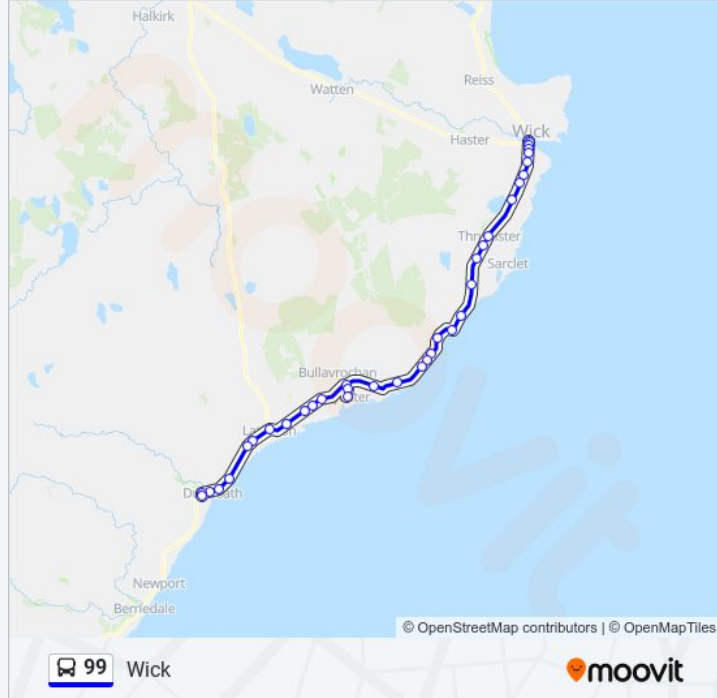 Halkirk
Reiss
Watten
Wick
Haster
Sarclet
Bullavrochan
Newport
Berriedale
© OpenStreetMap contributors | © OpenMapTiles
99 Wick
moovit